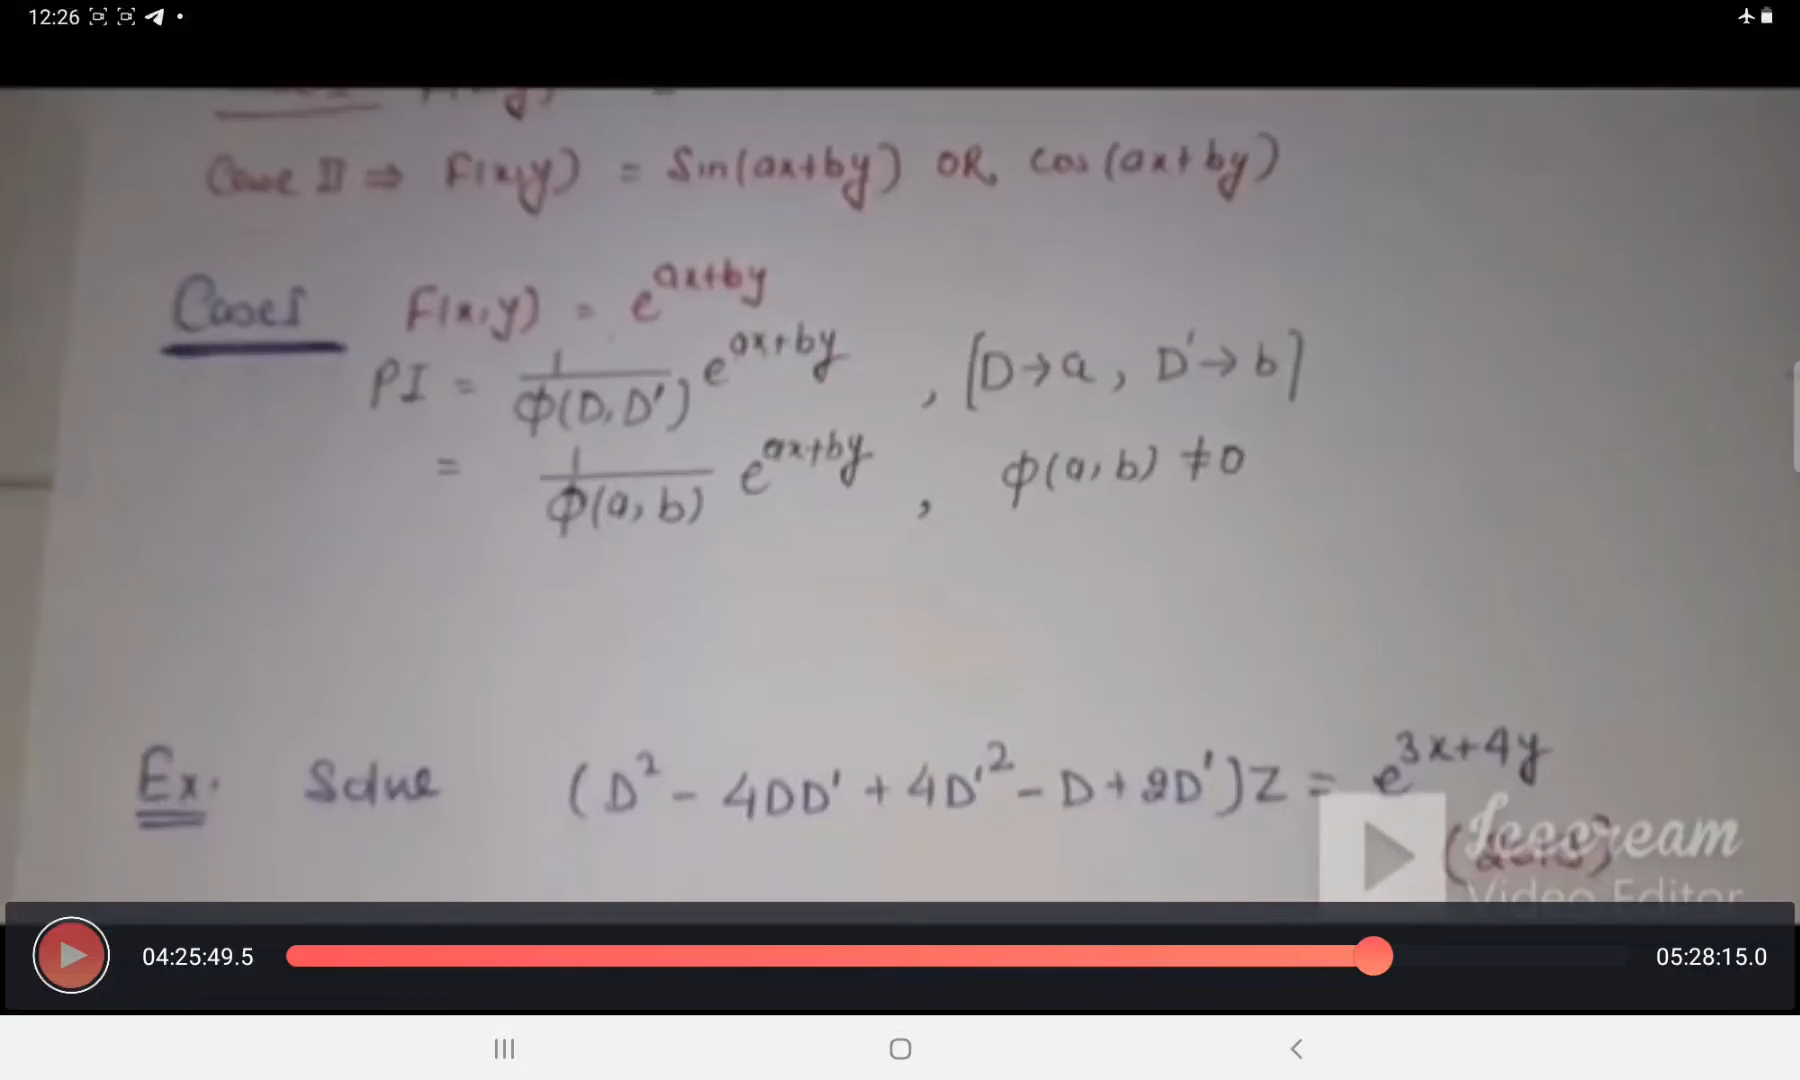 12:26
Case II ⇒ F(x,y) = Sin(ax+by) OR, cos(ax+by)
Case I F(x,y) = e^{ax+by}
PI = \frac{1}{ϕ(D,D')} e^{ax+by} , [D→a, D'→b]
= \frac{1}{ϕ(a,b)} e^{ax+by} , ϕ(a,b) ≠0
Ex. Solve (D² - 4DD' + 4D'² - D + 2D')Z = e^{3x+4y}
Icecream
Video Editor
04:25:49.5 05:28:15.0